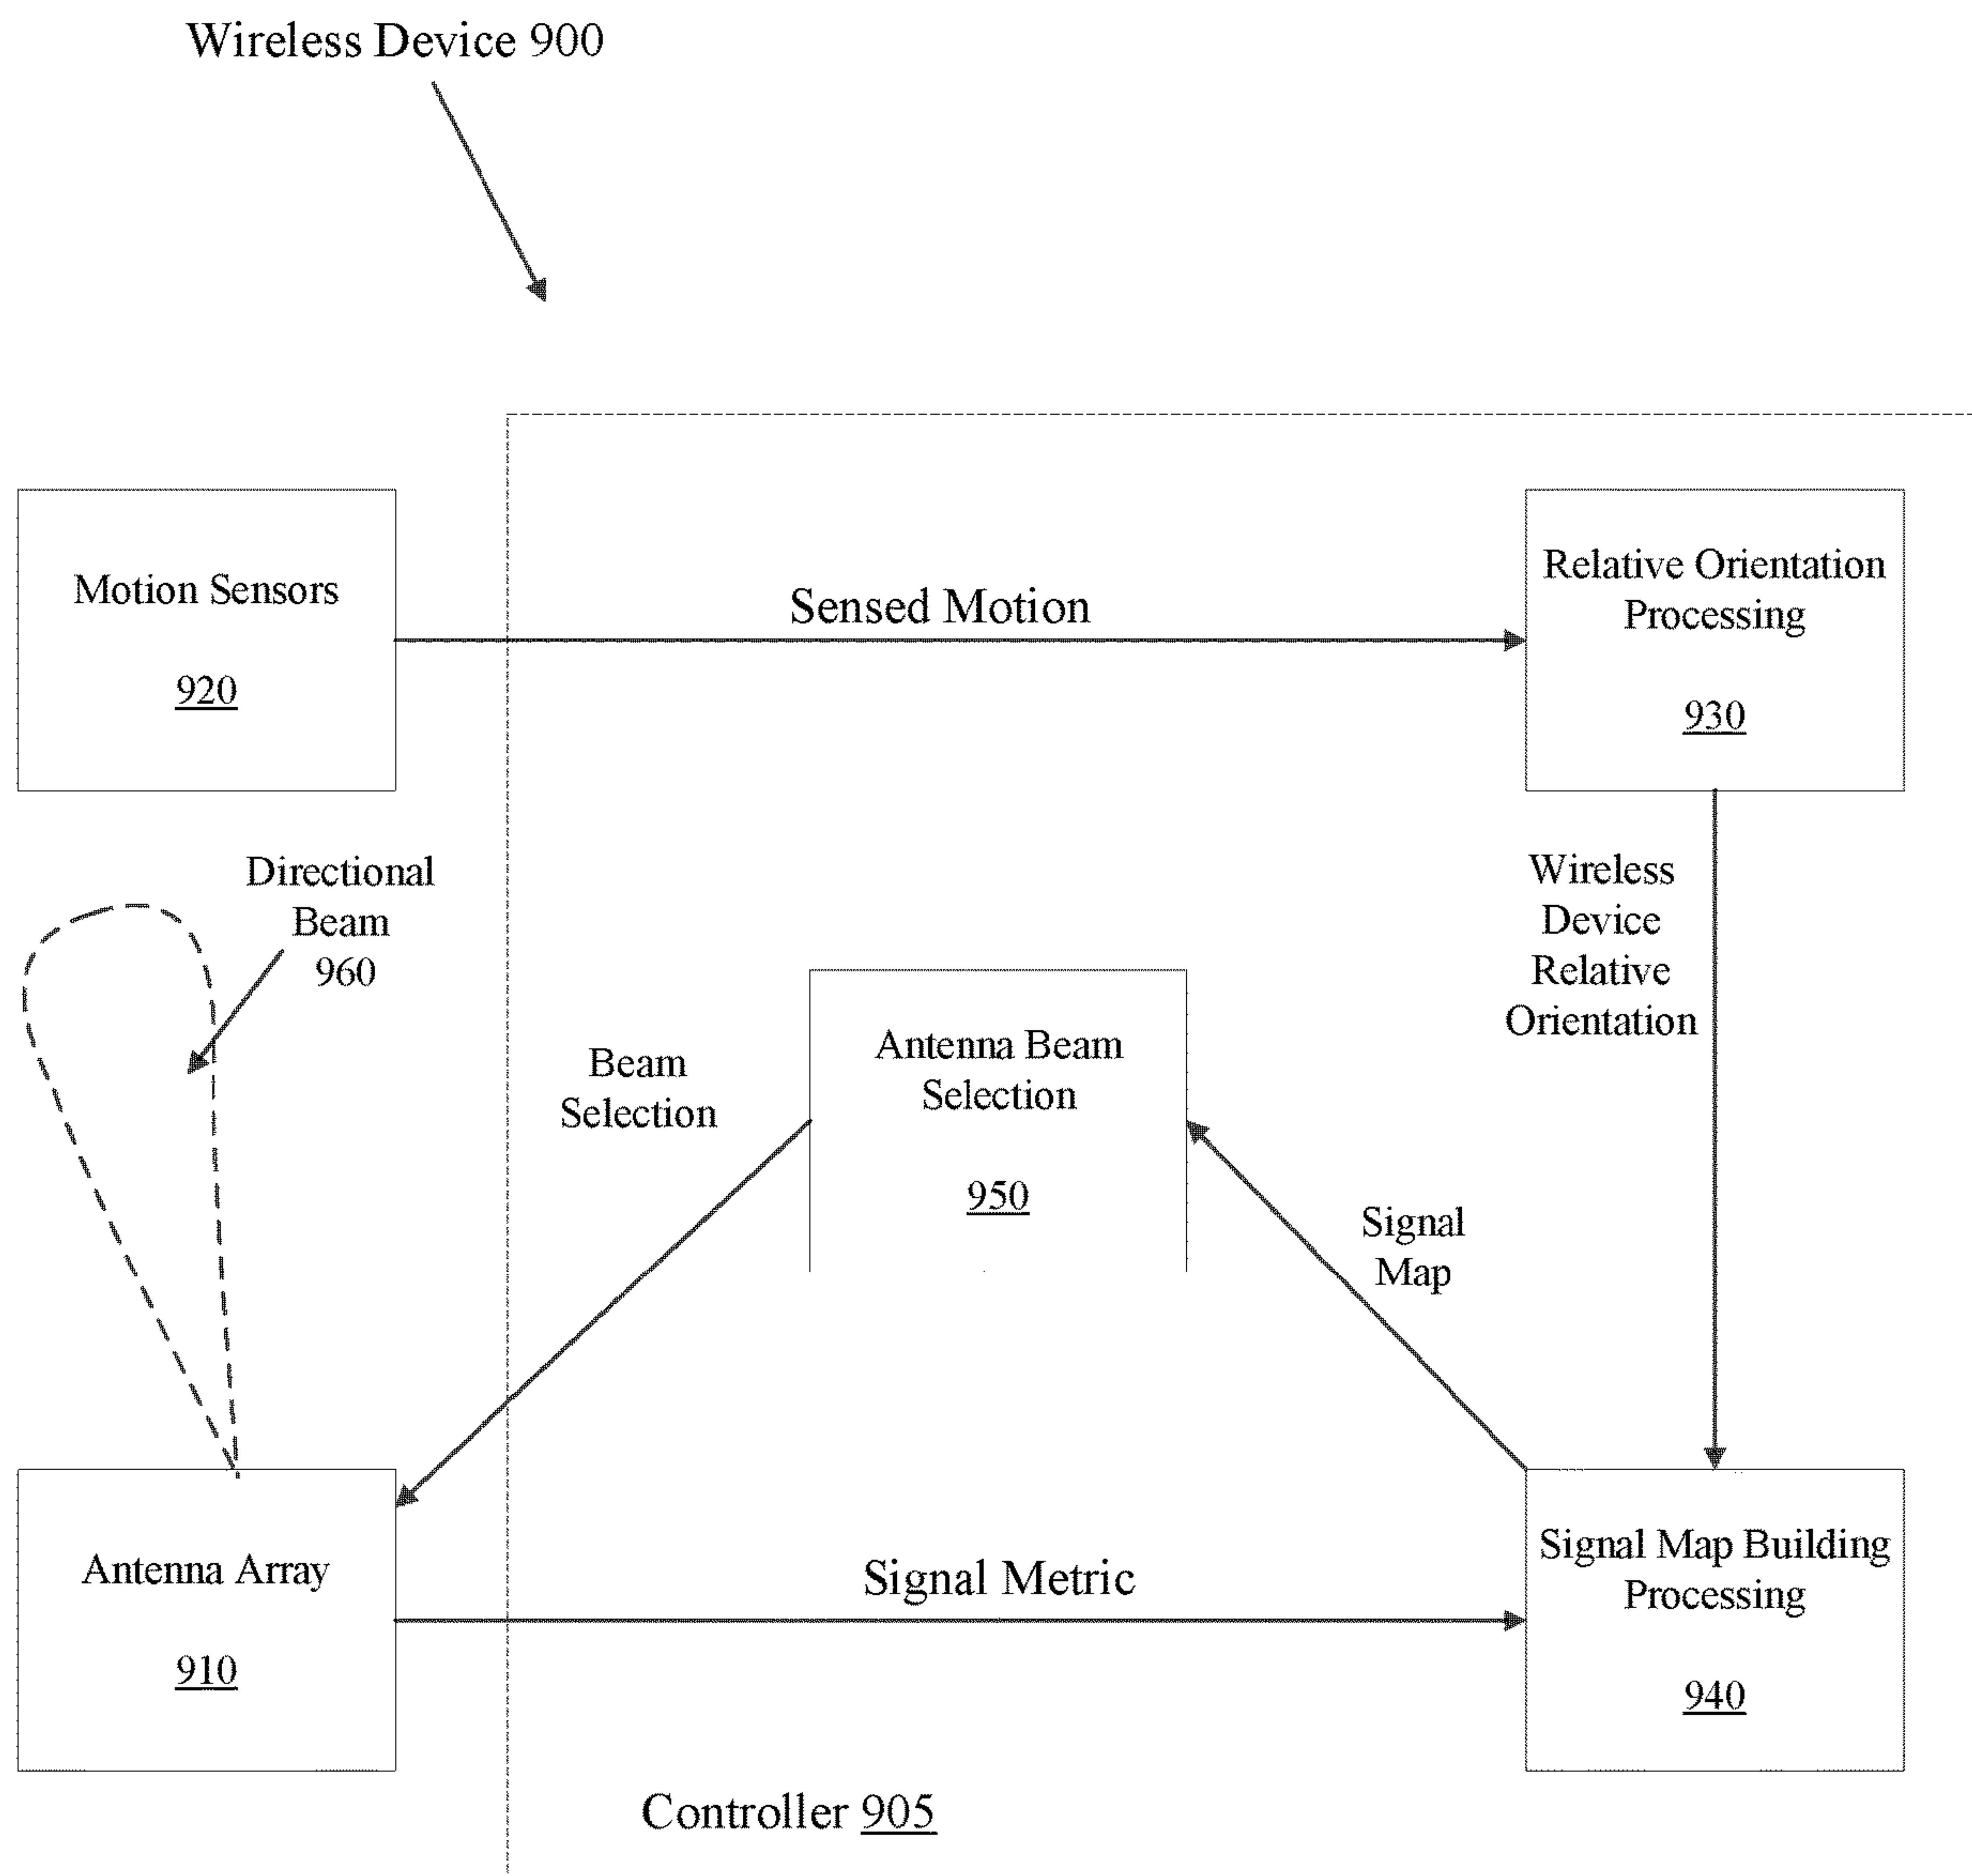 Wireless Device 900
Motion Sensors
920
Sensed Motion
Relative Orientation
Processing
930
Directional
Beam
960
Wireless
Device
Relative
Orientation
Beam
Selection
Antenna Beam
Selection
950
Signal
Map
Antenna Array
910
Signal Metric
Signal Map Building
Processing
940
Controller 905